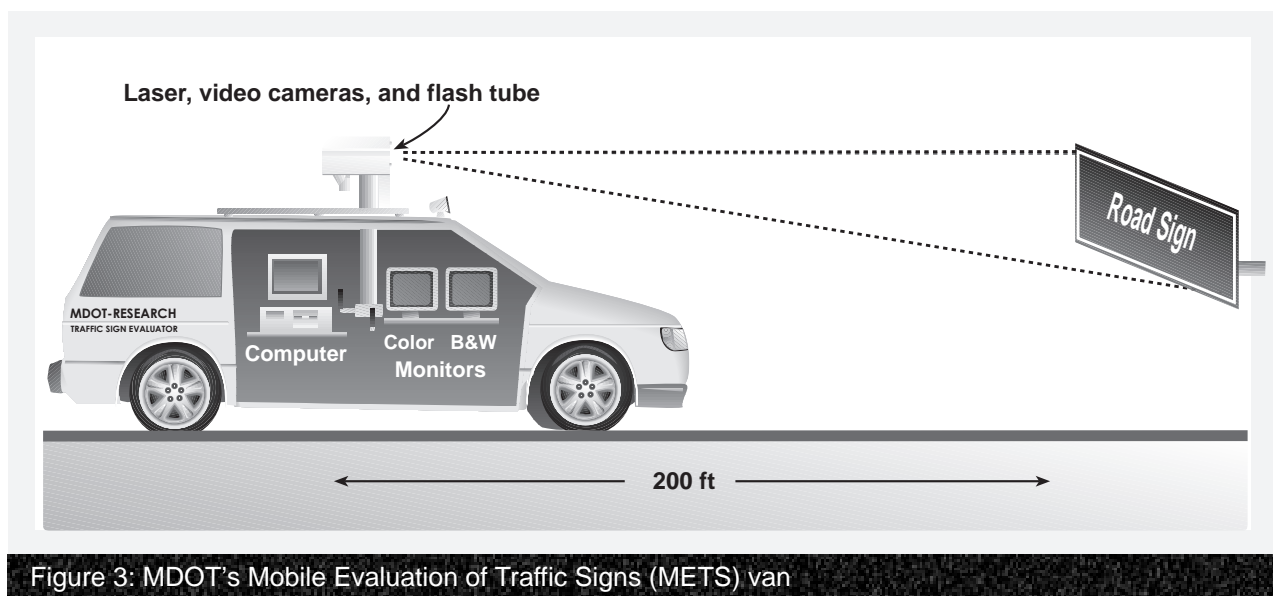 Laser, video cameras, and flash tube
Road Sign
MDOT-RESEARCH
TRAFFIC SIGN EVALUATOR
Computer
Color B&W
Monitors
200 ft
Figure 3: MDOT's Mobile Evaluation of Traffic Signs (METS) van